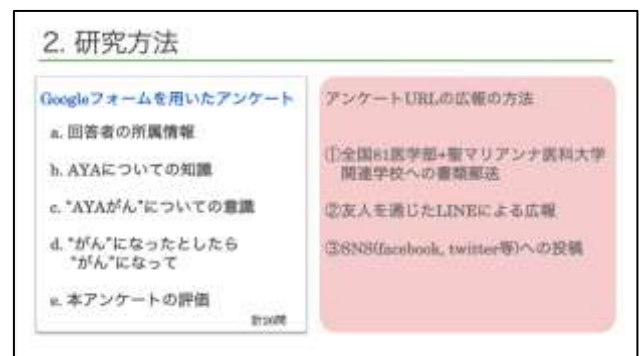 2. 研究方法
Googleフォームを用いたアンケート
a. 回答者の所属情報
b. AYAについての知識
c. "AYAがん"についての意識
d. "がん"になったとしたら
"がん"になって
e. 本アンケートの評価
計26問
アンケートURLの広報の方法
①全国81医学部+聖マリアンナ医科大学
関連学校への書類郵送
②友人を通じたLINEによる広報
③SNS(facebook, twitter等)への投稿